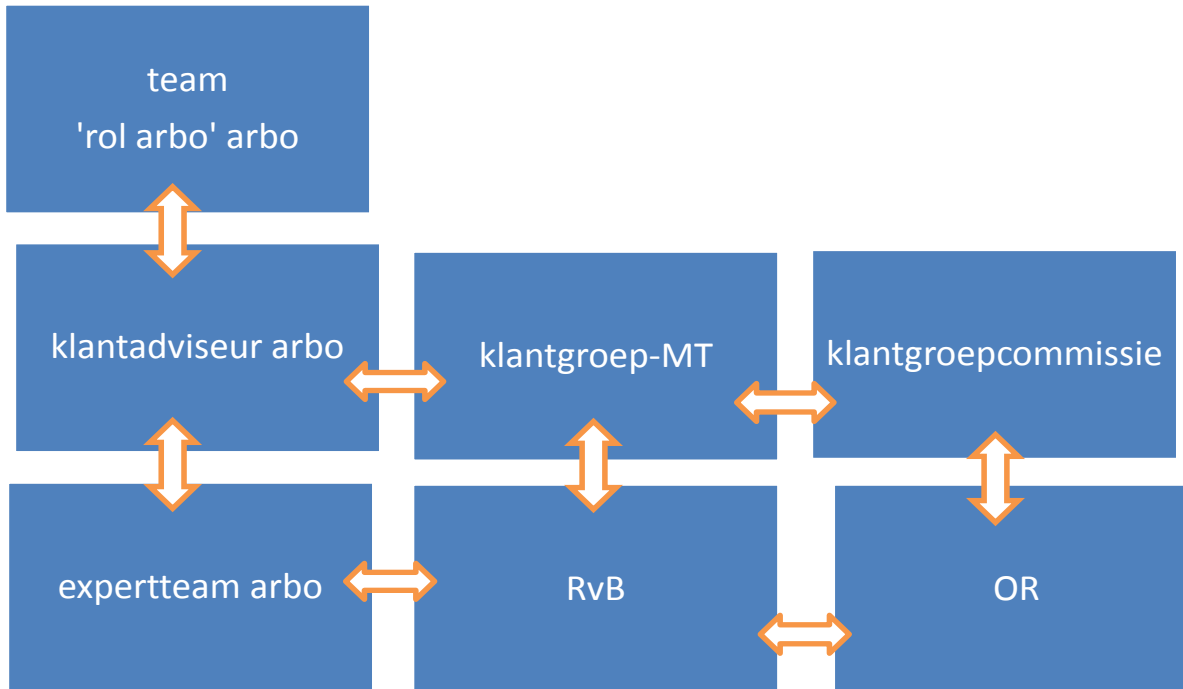 team
'rol arbo' arbo
klantadviseur arbo
klantgroep-MT
klantgroepcommissie
expertteam arbo
RvB
OR